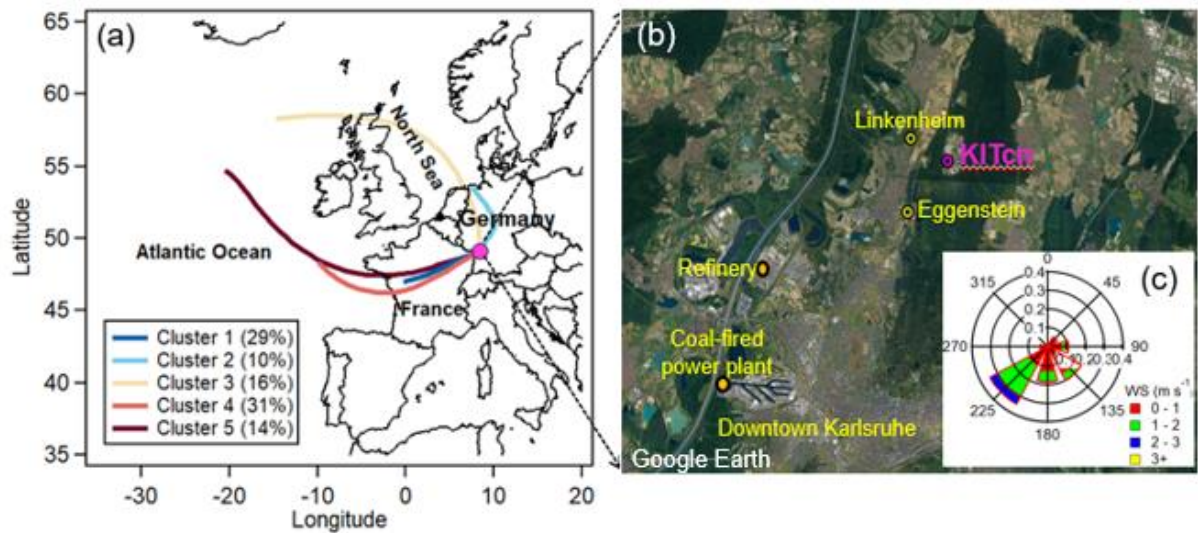 (a)
65
60
55
50
45
40
35
Latitude
-30 -20 -10 0 10 20
Longitude
North Sea
Germany
Atlantic Ocean
France
Cluster 1 (29%)
Cluster 2 (10%)
Cluster 3 (16%)
Cluster 4 (31%)
Cluster 5 (14%)
(b)
Linkenheim
KITcn
Eggenstein
Refinery
Coal-fired
power plant
Downtown Karlsruhe
Google Earth
(c)
0
0.4
0.3
0.2
0.1
315
45
270
90
225
135
180
WS (m s⁻¹)
0 - 1
1 - 2
2 - 3
3+